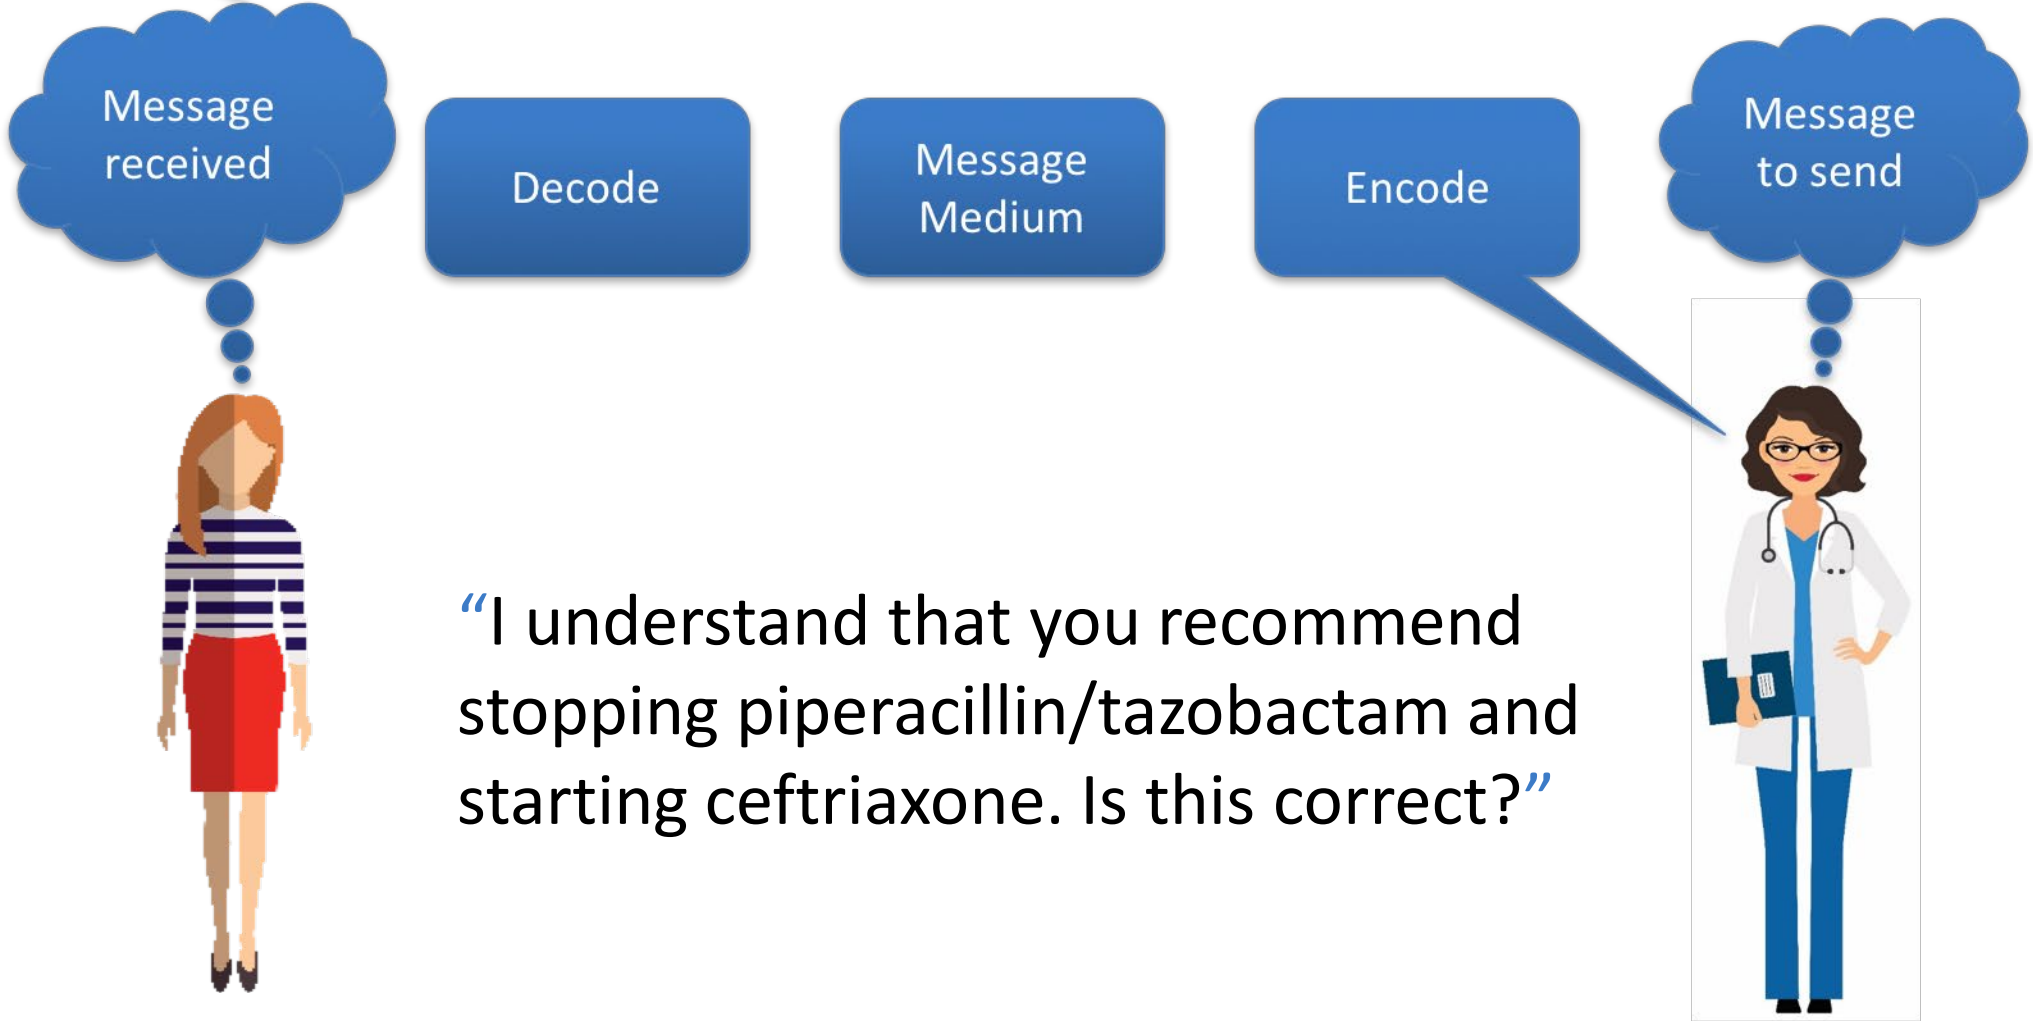 Message
received
Decode
Message
Medium
Encode
Message
to send
“I understand that you recommend
stopping piperacillin/tazobactam and
starting ceftriaxone. Is this correct?”